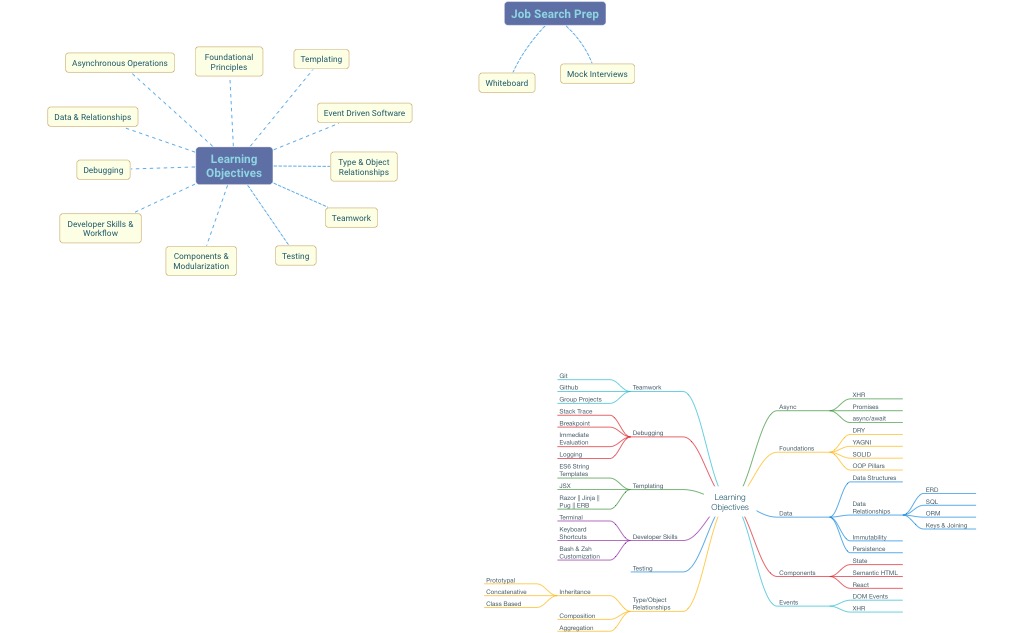 Job Search Prep
Whiteboard
Mock Interviews
Asynchronous Operations
Foundational
Principles
Templating
Data & Relationships
Event Driven Software
Learning
Objectives
Debugging
Type & Object
Relationships
Developer Skills &
Workflow
Teamwork
Components &
Modularization
Testing
Git
Github
Group Projects
Teamwork
Stack Trace
Breakpoint
Immediate
Evaluation
Logging
Debugging
ES6 String
Templates
JSX
Razor || Jinja ||
Pug || ERB
Templating
Terminal
Keyboard
Shortcuts
Bash & Zsh
Customization
Developer Skills
Testing
Prototypal
Concatenative
Class Based
Inheritance
Composition
Aggregation
Type/Object
Relationships
Learning
Objectives
Async
XHR
Promises
async/await
Foundations
DRY
YAGNI
SOLID
OOP Pillars
Data
Data Structures
Data
Relationships
ERD
SQL
ORM
Keys & Joining
Immutability
Persistence
Components
State
Semantic HTML
React
Events
DOM Events
XHR